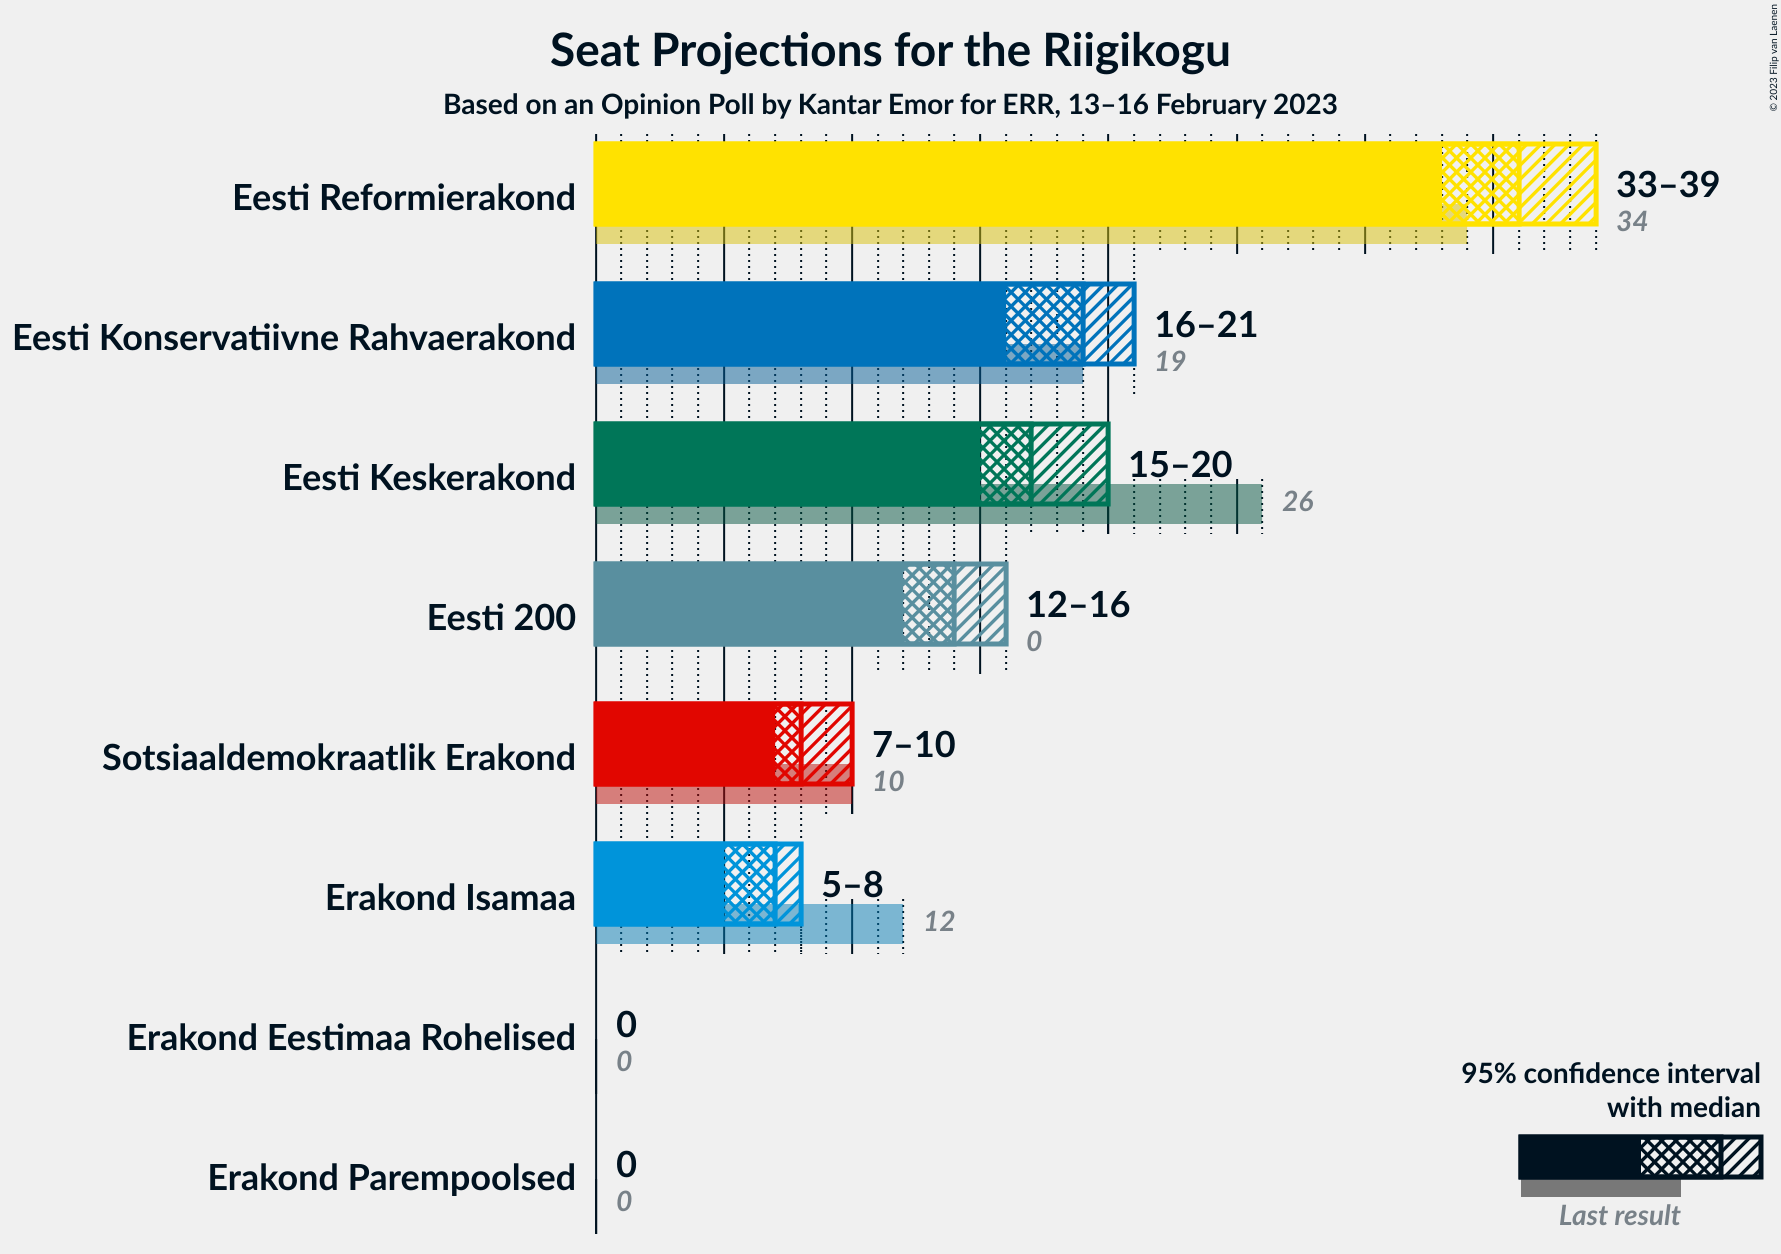 Seat Projections for the Riigikogu
Based on an Opinion Poll by Kantar Emor for ERR, 13–16 February 2023
© 2023 Filip van Laenen
Eesti Reformierakond
33–39
34
Eesti Konservatiivne Rahvaerakond
16–21
19
Eesti Keskerakond
15–20
26
Eesti 200
12–16
0
Sotsiaaldemokraatlik Erakond
7–10
10
Erakond Isamaa
5–8
12
Erakond Eestimaa Rohelised
0
0
Erakond Parempoolsed
0
0
95% confidence interval
with median
Last result